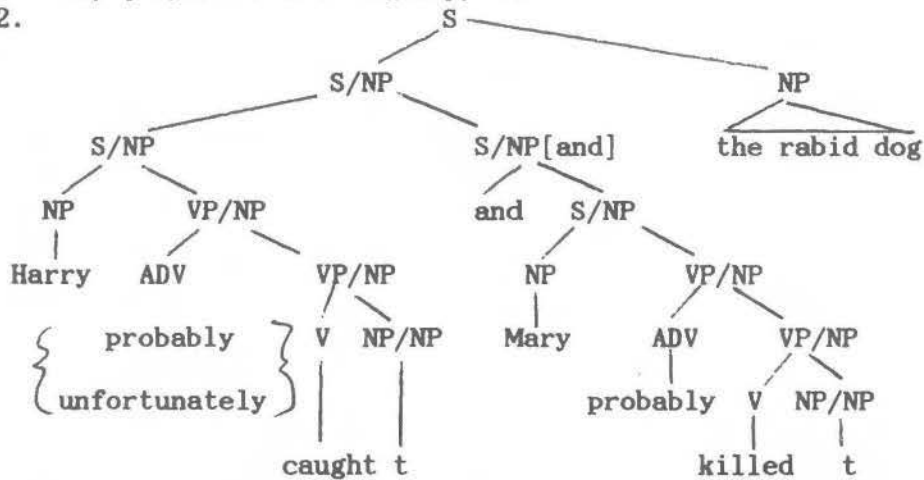 2.
S
S/NP NP
S/NP S/NP[and] the rabid dog
NP VP/NP and S/NP
Harry ADV VP/NP NP VP/NP
probably V NP/NP Mary ADV VP/NP
unfortunately probably V NP/NP
caught t killed t